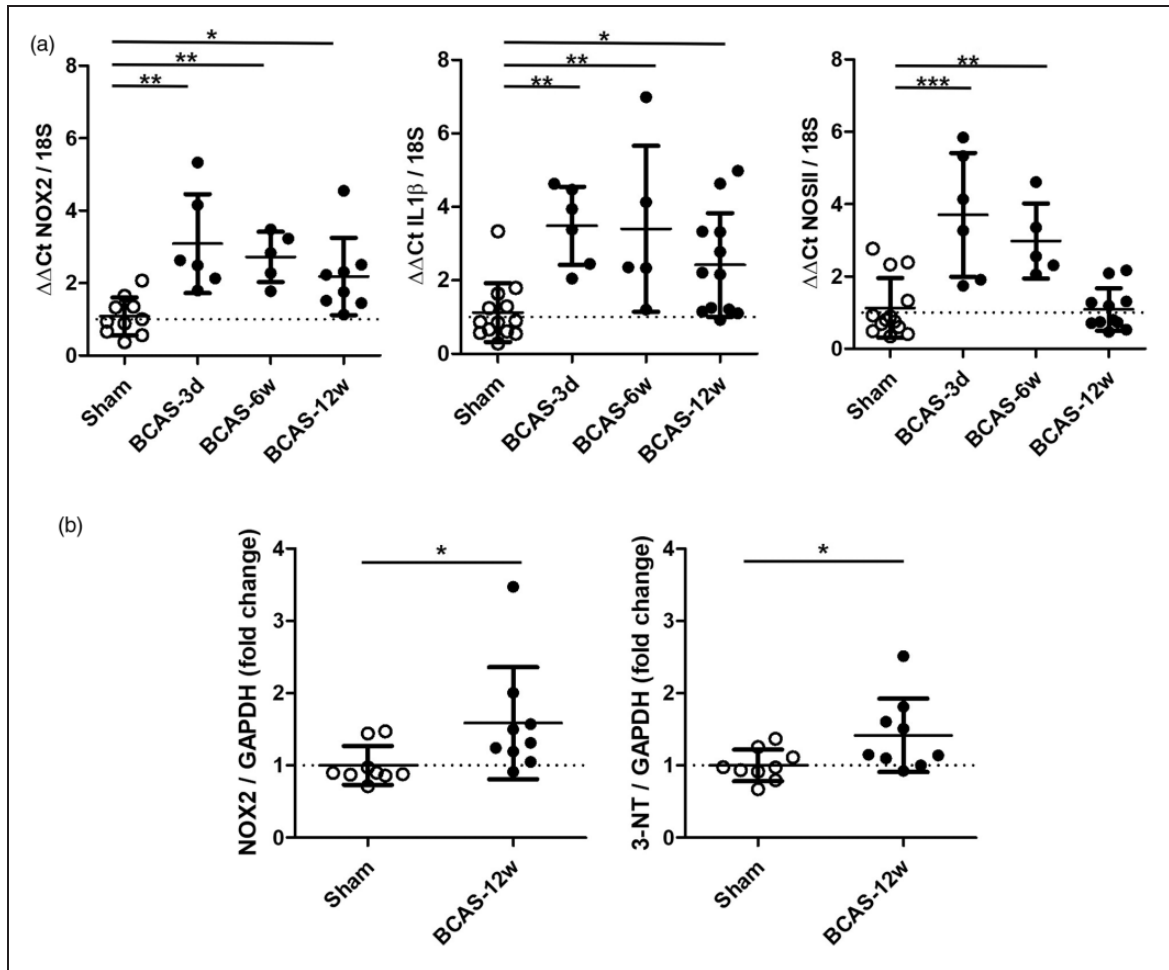 (a)
*
**
**
ΔΔCt NOX2 / 18S
8
6
4
2
0
Sham
BCAS-3d
BCAS-6w
BCAS-12w
*
**
**
ΔΔCt IL1β / 18S
8
6
4
2
0
Sham
BCAS-3d
BCAS-6w
BCAS-12w
**
***
ΔΔCt NOSII / 18S
8
6
4
2
0
Sham
BCAS-3d
BCAS-6w
BCAS-12w
(b)
*
NOX2 / GAPDH (fold change)
4
3
2
1
0
Sham
BCAS-12w
*
3-NT / GAPDH (fold change)
4
3
2
1
0
Sham
BCAS-12w